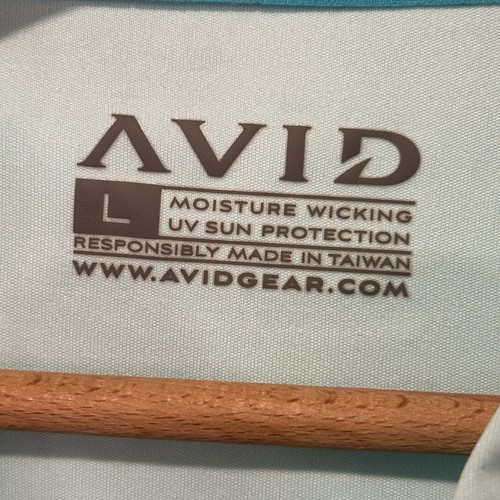 AVID
L
MOISTURE WICKING
UV SUN PROTECTION
RESPONSIBLY MADE IN TAIWAN
WWW.AVIDGEAR.COM